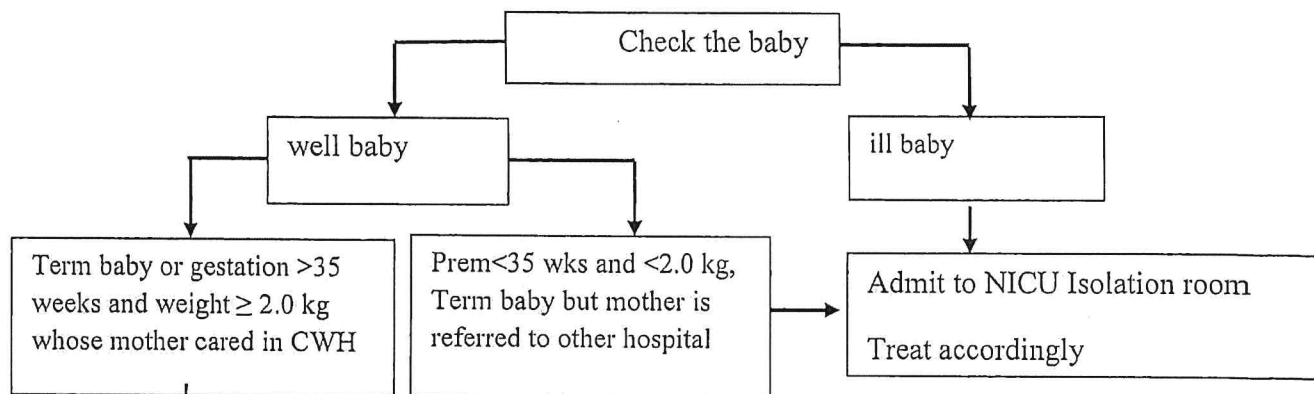 Check the baby
well baby
ill baby
Term baby or gestation >35
weeks and weight ≥ 2.0 kg
whose mother cared in CWH
Prem<35 wks and <2.0 kg,
Term baby but mother is
referred to other hospital
Admit to NICU Isolation room
Treat accordingly